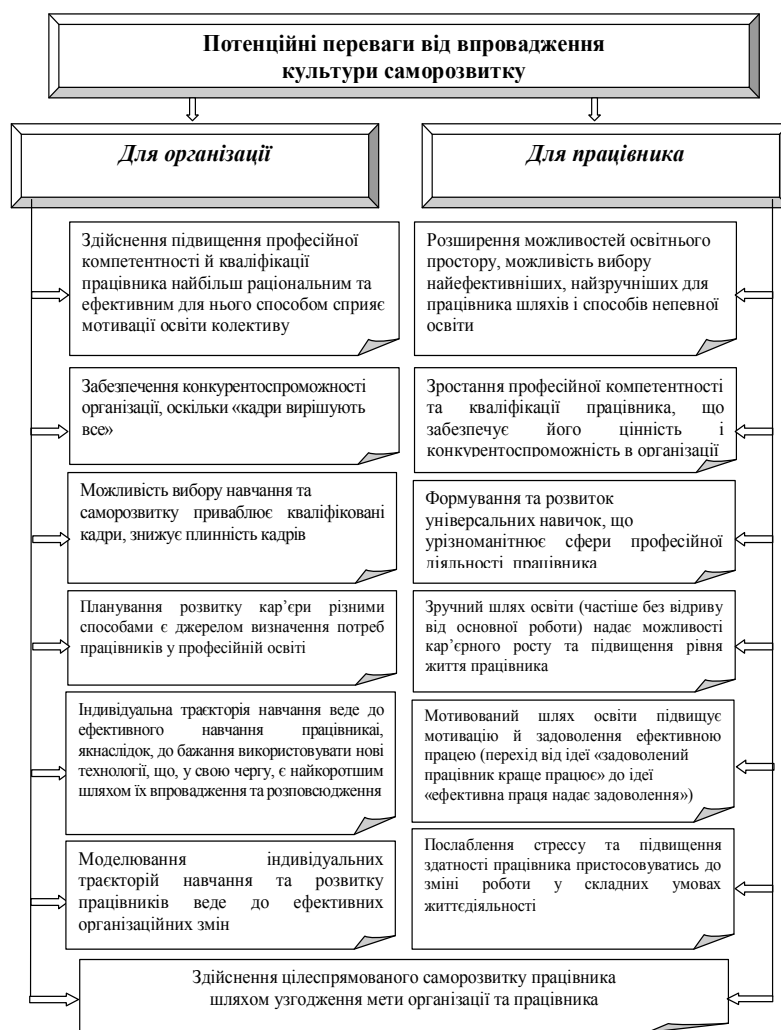 Потенційні переваги від впровадження
культури саморозвитку
Для організації
Для працівника
Здійснення підвищення професійної
компетентності й кваліфікації
працівника найбільш раціональним та
ефективним для нього способом сприяє
мотивації освіти колективу
Розширення можливостей освітнього
простору, можливість вибору
найефективніших, найзручніших для
працівника шляхів і способів непевної
освіти
Забезпечення конкурентоспроможності
організації, оскільки «кадри вирішують
все»
Зростання професійної компетентності
та кваліфікації працівника, що
забезпечує його цінність і
конкурентоспроможність в організації
Можливість вибору навчання та
саморозвитку приваблює кваліфіковані
кадри, знижує плинність кадрів
Формування та розвиток
універсальних навичок, що
урізноманітнює сфери професійної
діяльності працівника
Планування розвитку кар’єри різними
способами є джерелом визначення потреб
працівників у професійній освіті
Зручний шлях освіти (частіше без відриву
від основної роботи) надає можливості
кар’єрного росту та підвищення рівня
життя працівника
Індивідуальна траєкторія навчання веде до
ефективного навчання працівникаі,
якнаслідок, до бажання використовувати нові
технології, що, у свою чергу, є найкоротшим
шляхом їх впровадження та розповсюдження
Мотивований шлях освіти підвищує
мотивацію й задоволення ефективною
працею (перехід від ідеї «задоволений
працівник краще працює» до ідеї
«ефективна праця надає задоволення»)
Моделювання індивідуальних
траєкторій навчання та розвитку
працівників веде до ефективних
організаційних змін
Послаблення стрессу та підвищення
здатності працівника пристосовуватись до
зміні роботи у складних умовах
життєдіяльності
Здійснення цілеспрямованого саморозвитку працівника
шляхом узгодження мети організації та працівника